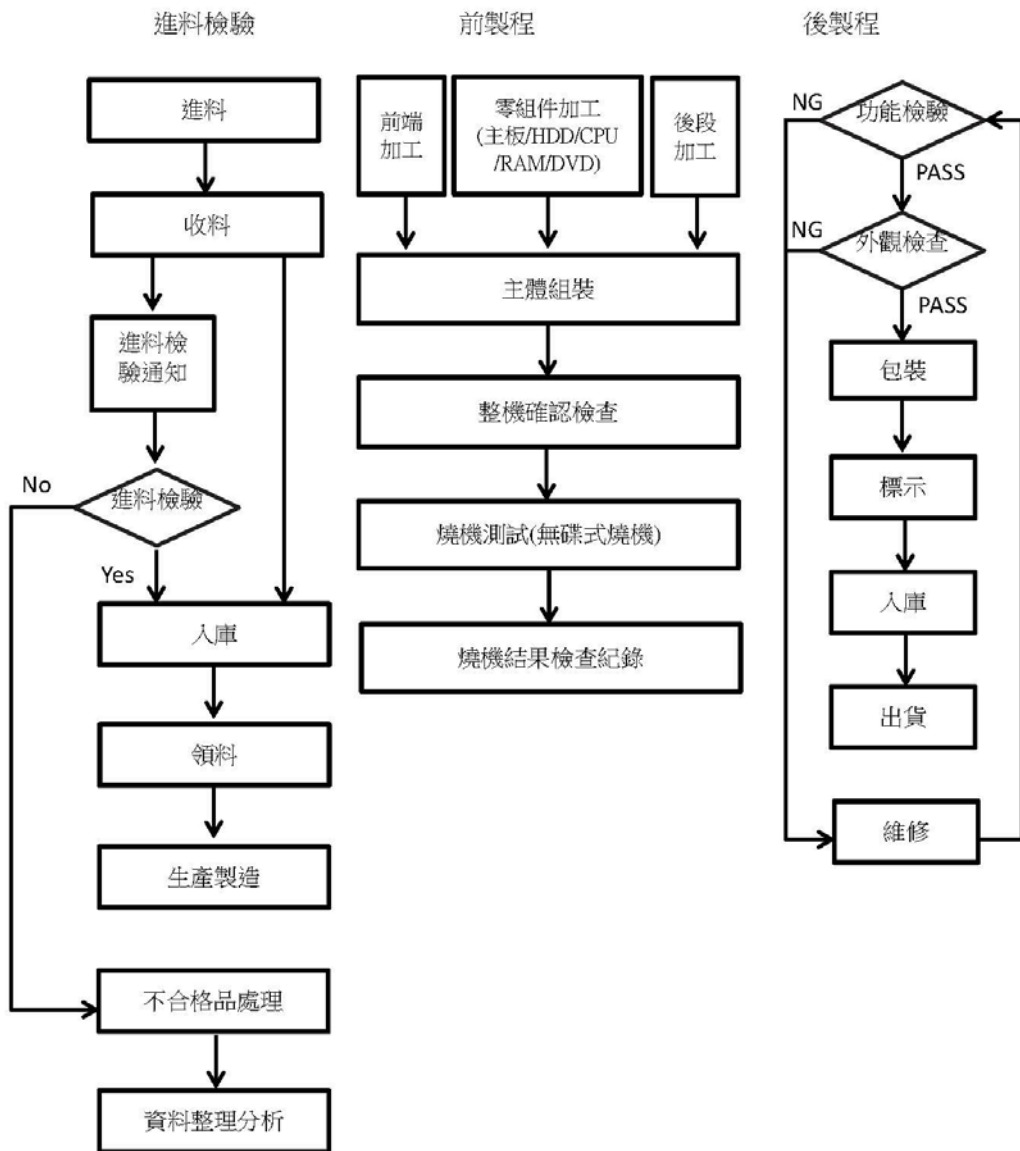 進料檢驗
進料
收料
進料檢
驗通知
進料檢驗
No
Yes
入庫
領料
生產製造
不合格品處理
資料整理分析
前製程
前端
加工
零組件加工
(主板/HDD/CPU
/RAM/DVD)
後段
加工
主體組裝
整機確認檢查
燒機測試(無碟式燒機)
燒機結果檢查紀錄
後製程
NG
功能檢驗
PASS
NG
外觀檢查
PASS
包裝
標示
入庫
出貨
維修